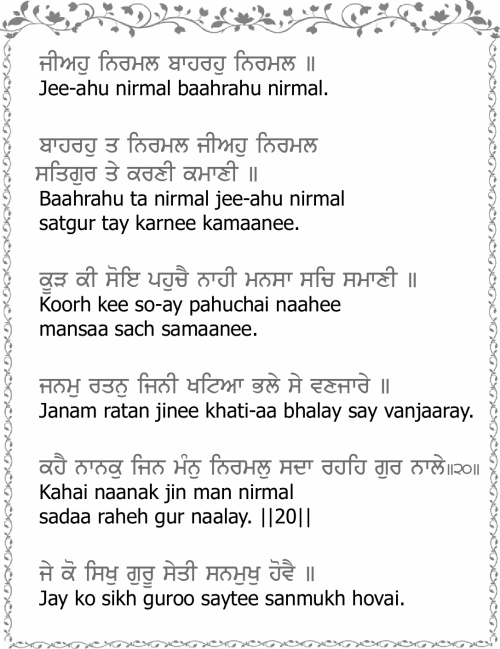 ਜੀਅਹੁ ਨਿਰਮਲ ਬਾਹਰਹੁ ਨਿਰਮਲ ॥
Jee-ahu nirmal baahrahu nirmal.
ਬਾਹਰਹੁ ਤ ਨਿਰਮਲ ਜੀਅਹੁ ਨਿਰਮਲ
ਸਤਿਗੁਰ ਤੇ ਕਰਣੀ ਕਮਾਣੀ ॥
Baahrahu ta nirmal jee-ahu nirmal
satgur tay karnee kamaanee.
ਕੂੜ ਕੀ ਸੋਇ ਪਹੁਚੈ ਨਾਹੀ ਮਨਸਾ ਸਚਿ ਸਮਾਣੀ ॥
Koorh kee so-ay pahuchai naahee
mansaa sach samaanee.
ਜਨਮੁ ਰਤਨੁ ਜਿਨੀ ਖਟਿਆ ਭਲੇ ਸੇ ਵਣਜਾਰੇ ॥
Janam ratan jinee khati-aa bhalay say vanjaaray.
ਕਹੈ ਨਾਨਕੁ ਜਿਨ ਮੰਨੁ ਨਿਰਮਲੁ ਸਦਾ ਰਹਹਿ ਗੁਰ ਨਾਲੇ॥੨੦॥
Kahai naanak jin man nirmal
sadaa raheh gur naalay. ||20||
ਜੇ ਕੋ ਸਿਖੁ ਗੁਰੂ ਸੇਤੀ ਸਨਮੁਖੁ ਹੋਵੈ ॥
Jay ko sikh guroo saytee sanmukh hovai.